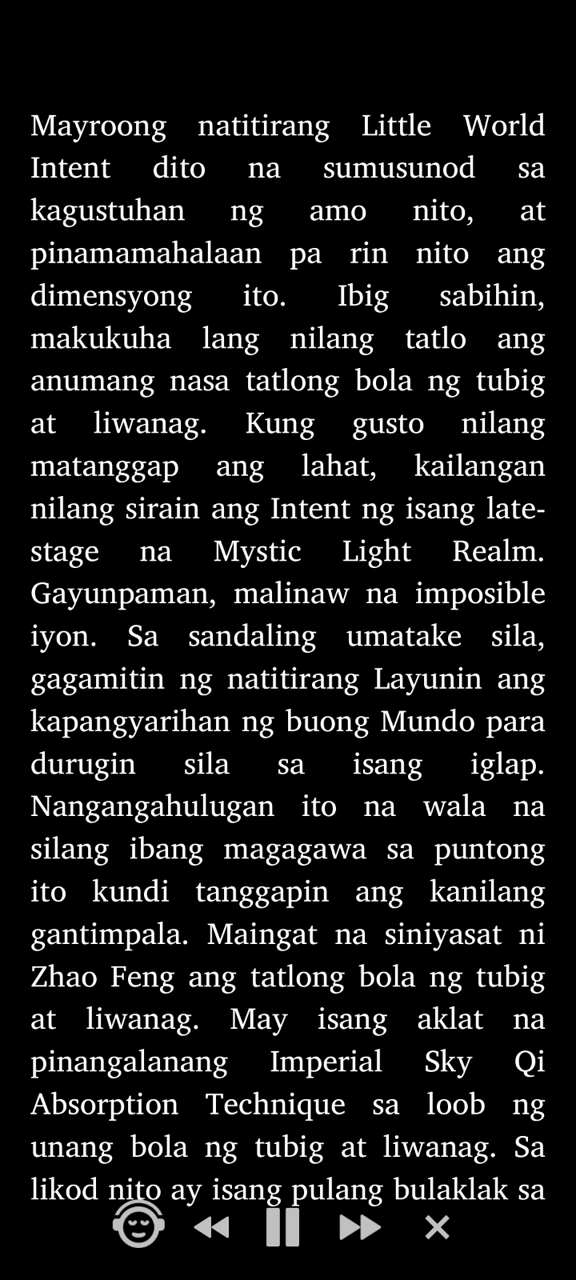 Mayroong natitirang Little World
Intent dito na sumusunod sa
kagustuhan ng amo nito, at
pinamamahalaan pa rin nito ang
dimensyong ito. Ibig sabihin,
makukuha lang nilang tatlo ang
anumang nasa tatlong bola ng tubig
at liwanag. Kung gusto nilang
matanggap ang lahat, kailangan
nilang sirain ang Intent ng isang late-
stage na Mystic Light Realm.
Gayunpaman, malinaw na imposible
iyon. Sa sandaling umatake sila,
gagamitin ng natitirang Layunin ang
kapangyarihan ng buong Mundo para
durugin sila sa isang iglap.
Nangangahulugan ito na wala na
silang ibang magagawa sa puntong
ito kundi tanggapin ang kanilang
gantimpala. Maingat na siniyasat ni
Zhao Feng ang tatlong bola ng tubig
at liwanag. May isang aklat na
pinangalanang Imperial Sky Qi
Absorption Technique sa loob ng
unang bola ng tubig at liwanag. Sa
likod nito ay isang pulang bulaklak sa